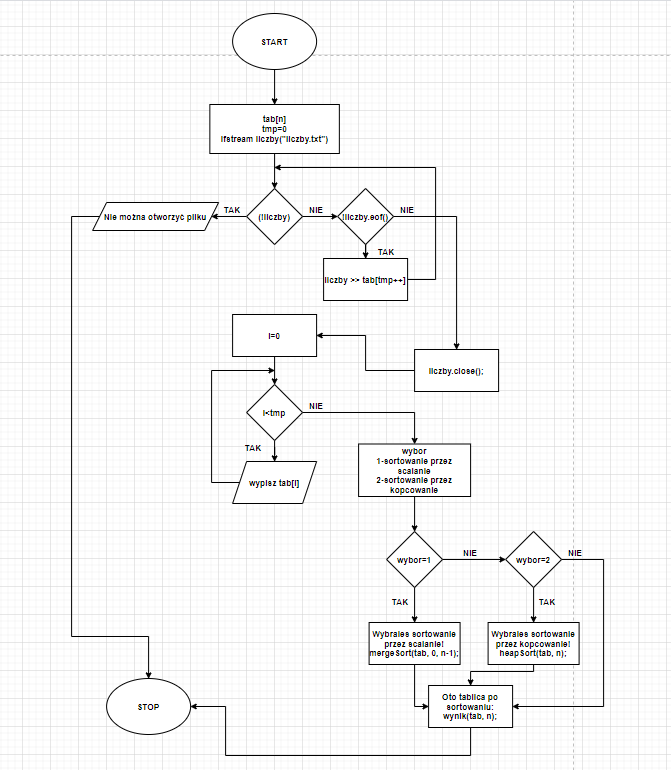 START
tab[n]
tmp=0
ifstream liczby("liczby.txt")
Nie można otworzyć pliku
TAK
(!liczby)
NIE
!liczby.eof()
NIE
TAK
liczby >> tab[tmp++]
i=0
liczby.close();
i<tmp
NIE
TAK
wypisz tab[i]
wybor
1-sortowanie przez
scalanie
2-sortowanie przez
kopcowanie
wybor=1
NIE
wybor=2
NIE
TAK
TAK
Wybrales sortowanie
przez scalanie!
mergeSort(tab, 0, n-1);
Wybrales sortowanie
przez kopcowanie!
heapSort(tab, n);
Oto tablica po
sortowaniu:
wynik(tab, n);
STOP